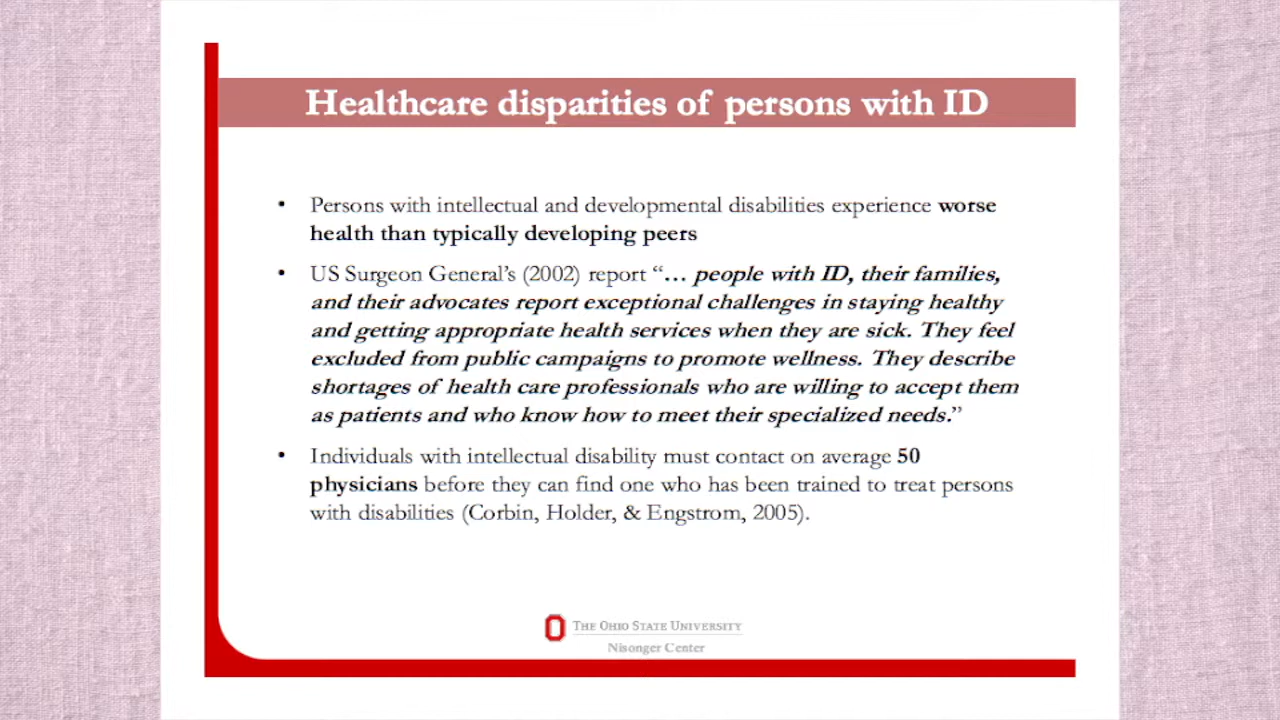 Healthcare disparities of persons with ID
• Persons with intellectual and developmental disabilities experience worse
health than typically developing peers
• US Surgeon General's (2002) report “… people with ID, their families,
and their advocates report exceptional challenges in staying healthy
and getting appropriate health services when they are sick. They feel
excluded from public campaigns to promote wellness. They describe
shortages of health care professionals who are willing to accept them
as patients and who know how to meet their specialized needs.”
• Individuals with intellectual disability must contact on average 50
physicians before they can find one who has been trained to treat persons
with disabilities (Corbin, Holder, & Engstrom, 2005).
THE OHIO STATE UNIVERSITY
Nisonger Center